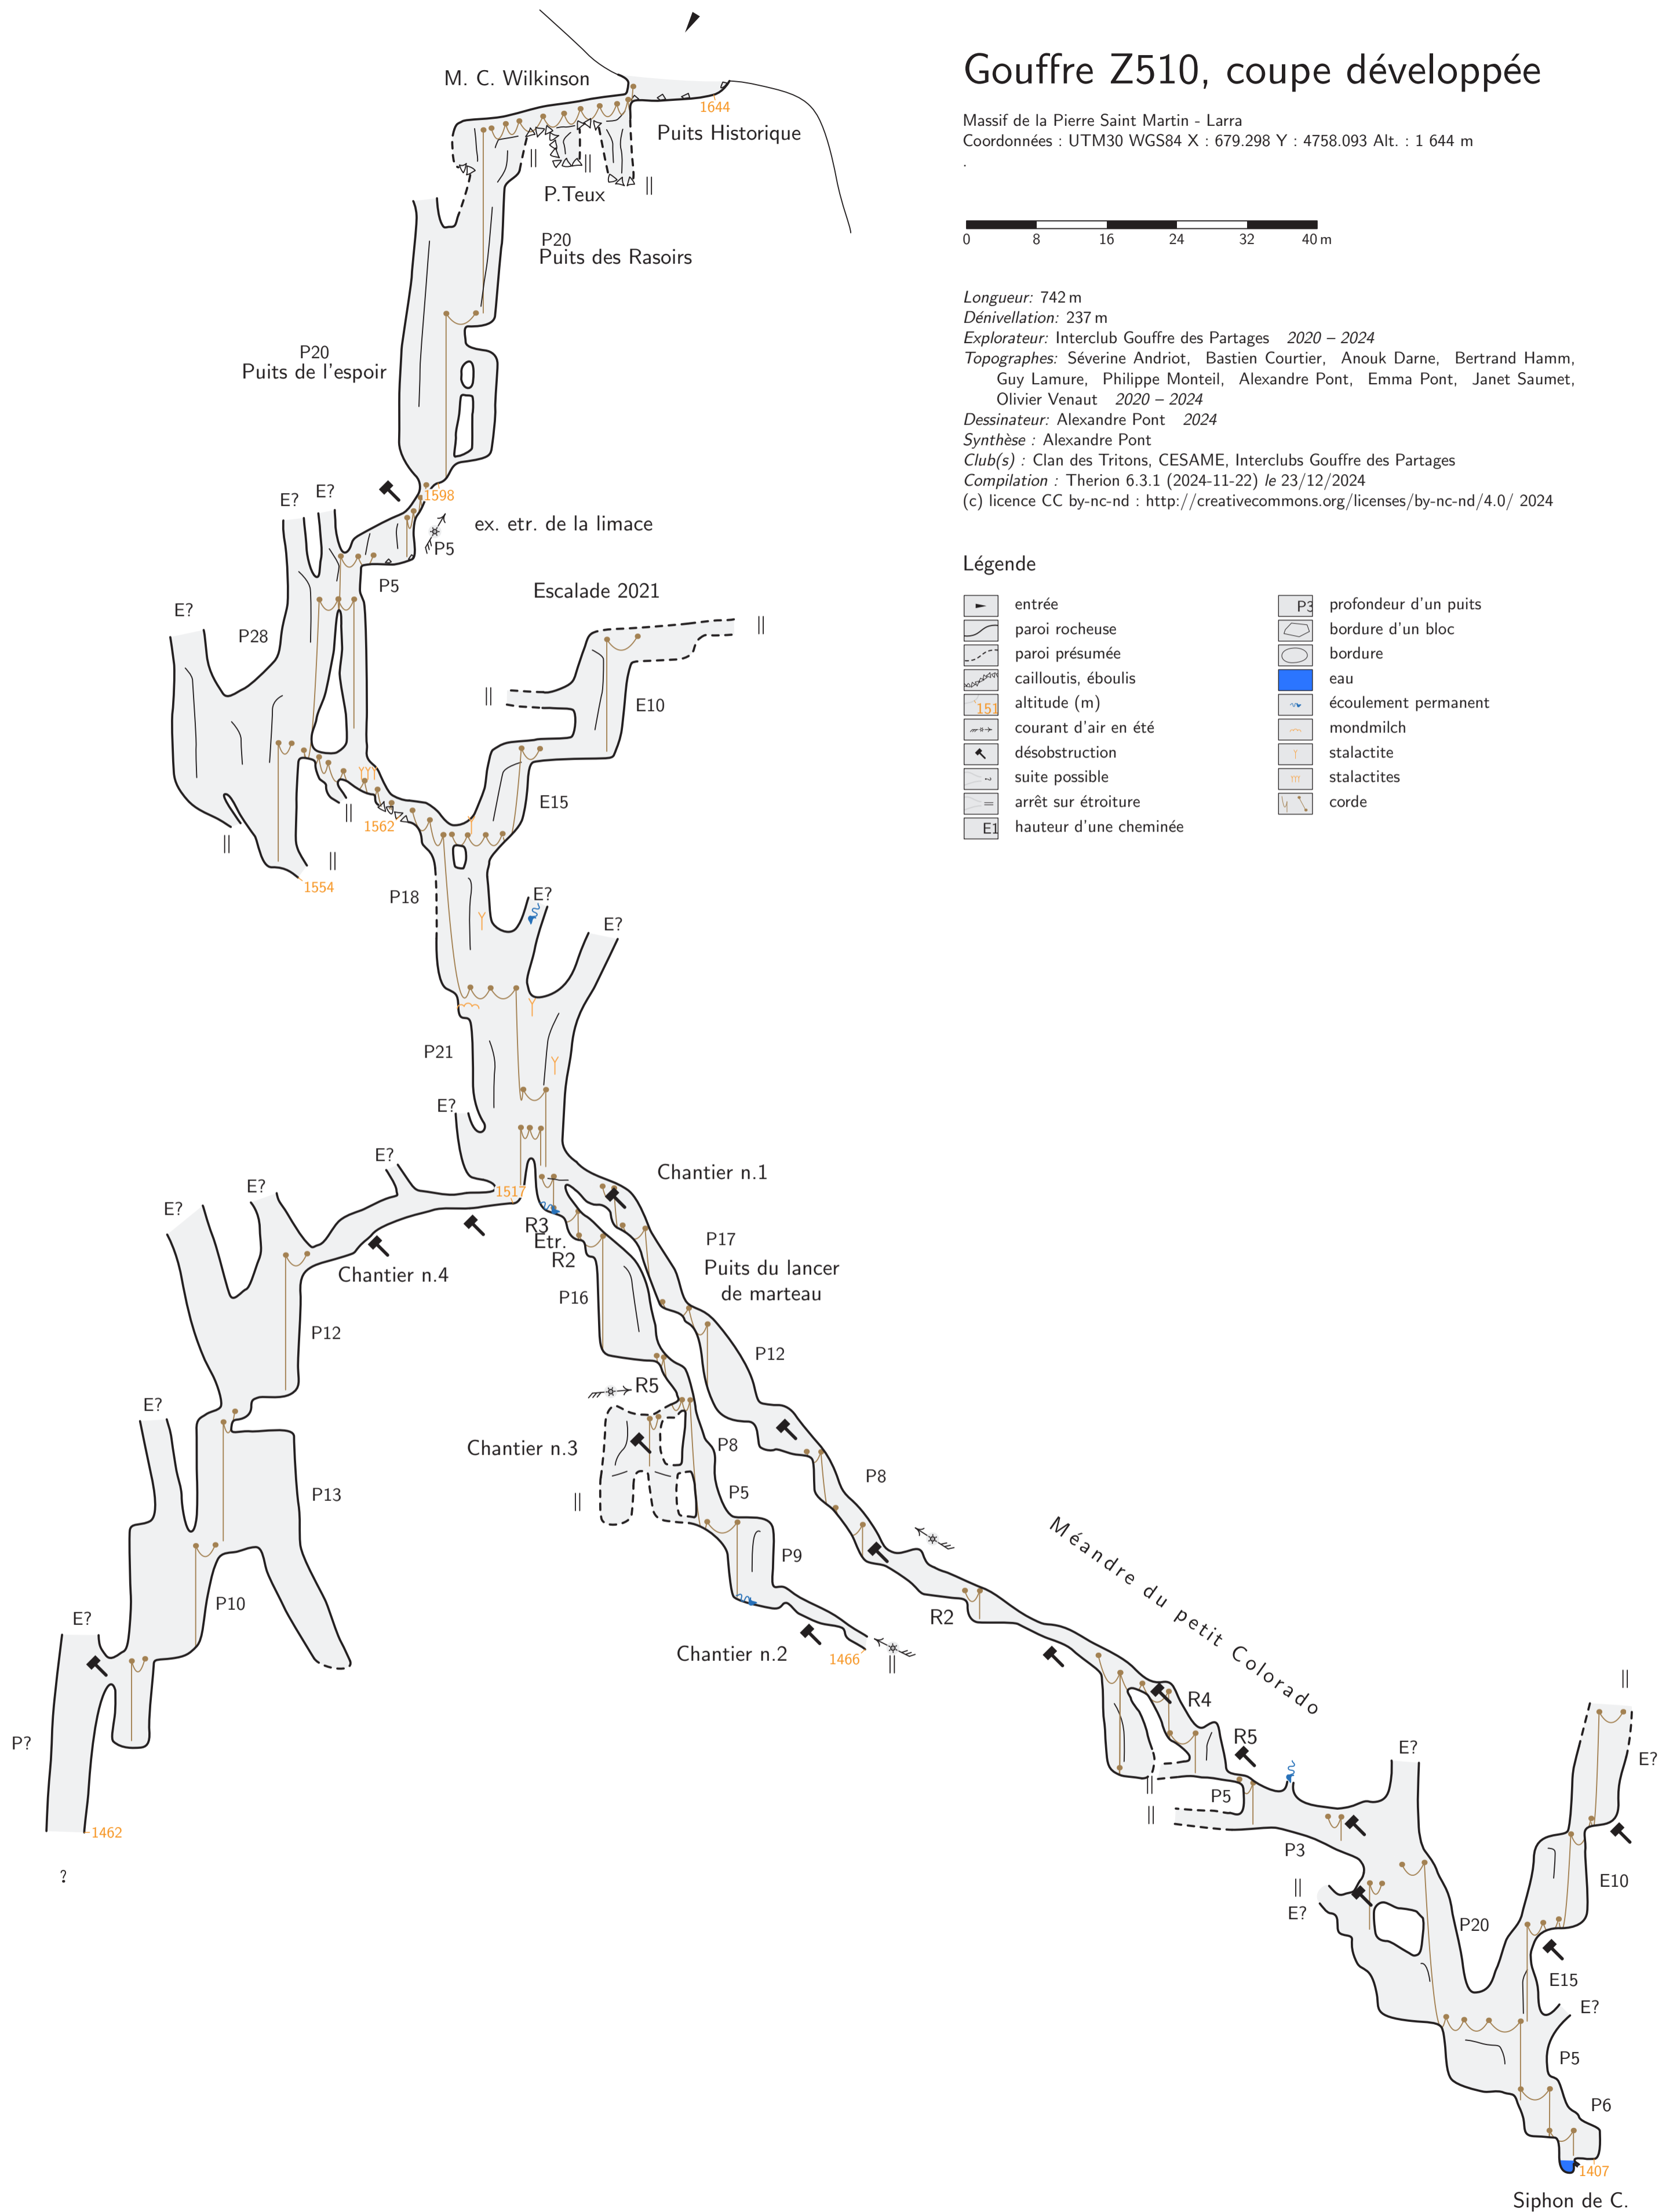 Gouffre Z510, coupe développée
Massif de la Pierre Saint Martin - Larra
Coordonnées : UTM30 WGS84 X : 679.298 Y : 4758.093 Alt. : 1 644 m
.
0 8 16 24 32 40 m
Longueur: 742 m
Dénivellation: 237 m
Explorateur: Interclub Gouffre des Partages 2020 – 2024
Topographes: Séverine Andriot, Bastien Courtier, Anouk Darne, Bertrand Hamm,
Guy Lamure, Philippe Monteil, Alexandre Pont, Emma Pont, Janet Saumet,
Olivier Venaut 2020 – 2024
Dessinateur: Alexandre Pont 2024
Synthèse : Alexandre Pont
Club(s) : Clan des Tritons, CESAME, Interclubs Gouffre des Partages
Compilation : Therion 6.3.1 (2024-11-22) le 23/12/2024
(c) licence CC by-nc-nd : http://creativecommons.org/licenses/by-nc-nd/4.0/ 2024
Légende
entrée
paroi rocheuse
paroi présumée
cailloutis, éboulis
151
altitude (m)
courant d'air en été
désobstruction
?
suite possible
arrêt sur étroiture
E1
hauteur d'une cheminée
P3
profondeur d'un puits
bordure d'un bloc
bordure
eau
écoulement permanent
mondmilch
stalactite
stalactites
corde
M. C. Wilkinson
1644
Puits Historique
P.Teux
P20
Puits des Rasoirs
P20
Puits de l'espoir
1598
E?
E?
ex. etr. de la limace
P5
P5
Escalade 2021
E?
P28
E10
E15
1562
1554
P18
E?
E?
P21
E?
E?
Chantier n.1
1517
E?
E?
R3
Etr.
R2
P17
Puits du lancer
de marteau
Chantier n.4
P16
P12
P12
R5
E?
Chantier n.3
P8
P8
P13
P5
Méandre du petit Colorado
P9
P10
E?
R2
Chantier n.2
1466
R4
P?
R5
E?
E?
P5
1462
P3
?
E10
E?
P20
E15
E?
P5
P6
1407
Siphon de C.